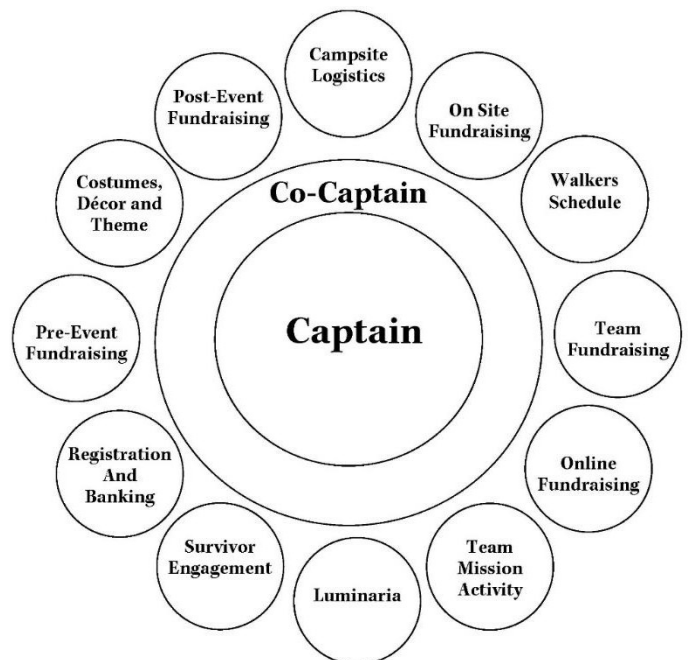 Campsite
Logistics
On Site
Fundraising
Walkers
Schedule
Team
Fundraising
Online
Fundraising
Team
Mission
Activity
Luminaria
Survivor
Engagement
Registration
And
Banking
Pre-Event
Fundraising
Costumes,
Décor and
Theme
Post-Event
Fundraising
Co-Captain
Captain